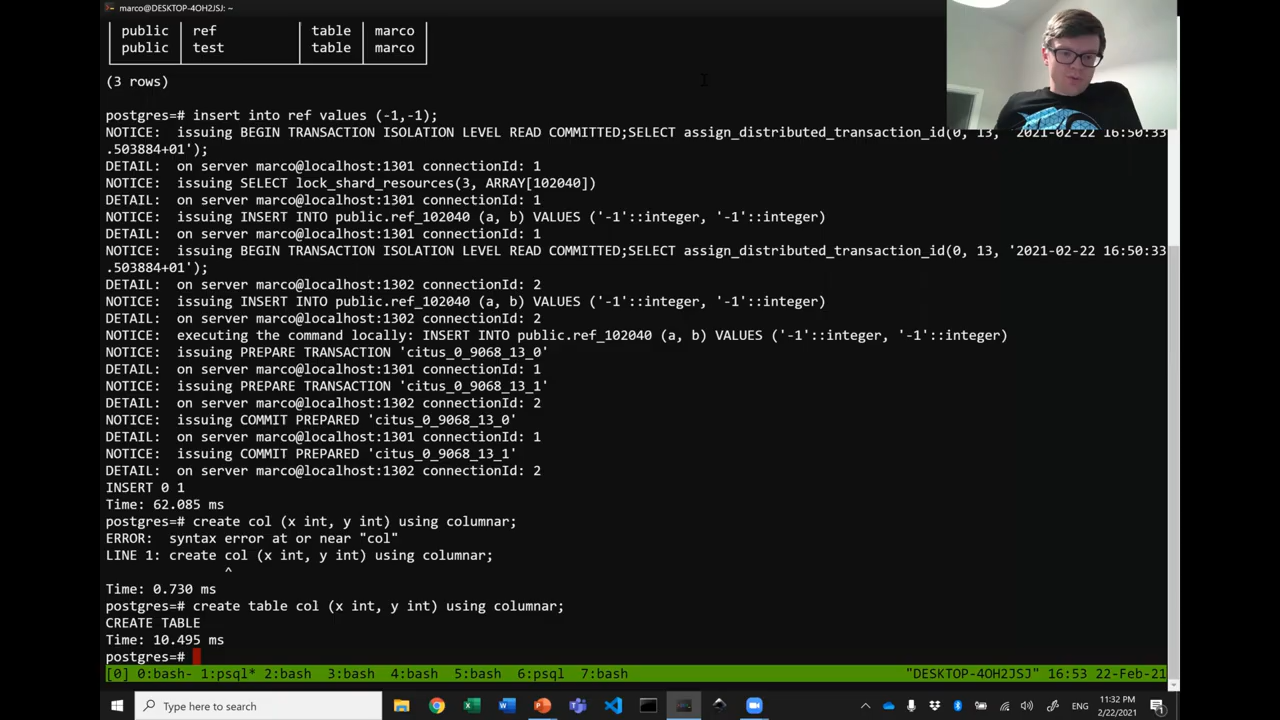 marco@DESKTOP-4OH2JSJ: ~
public | ref | table | marco
public | test | table | marco
(3 rows)
postgres=# insert into ref values (-1,-1);
NOTICE:  issuing BEGIN TRANSACTION ISOLATION LEVEL READ COMMITTED;SELECT assign_distributed_transaction_id(0, 13, '2021-02-22 16:50:33
.503884+01');
DETAIL:  on server marco@localhost:1301 connectionId: 1
NOTICE:  issuing SELECT lock_shard_resources(3, ARRAY[102040])
DETAIL:  on server marco@localhost:1301 connectionId: 1
NOTICE:  issuing INSERT INTO public.ref_102040 (a, b) VALUES ('-1'::integer, '-1'::integer)
DETAIL:  on server marco@localhost:1301 connectionId: 1
NOTICE:  issuing BEGIN TRANSACTION ISOLATION LEVEL READ COMMITTED;SELECT assign_distributed_transaction_id(0, 13, '2021-02-22 16:50:33
.503884+01');
DETAIL:  on server marco@localhost:1302 connectionId: 2
NOTICE:  issuing INSERT INTO public.ref_102040 (a, b) VALUES ('-1'::integer, '-1'::integer)
DETAIL:  on server marco@localhost:1302 connectionId: 2
NOTICE:  executing the command locally: INSERT INTO public.ref_102040 (a, b) VALUES ('-1'::integer, '-1'::integer)
NOTICE:  issuing PREPARE TRANSACTION 'citus_0_9068_13_0'
DETAIL:  on server marco@localhost:1301 connectionId: 1
NOTICE:  issuing PREPARE TRANSACTION 'citus_0_9068_13_1'
DETAIL:  on server marco@localhost:1302 connectionId: 2
NOTICE:  issuing COMMIT PREPARED 'citus_0_9068_13_0'
DETAIL:  on server marco@localhost:1301 connectionId: 1
NOTICE:  issuing COMMIT PREPARED 'citus_0_9068_13_1'
DETAIL:  on server marco@localhost:1302 connectionId: 2
INSERT 0 1
Time: 62.085 ms
postgres=# create col (x int, y int) using columnar;
ERROR:  syntax error at or near "col"
LINE 1: create col (x int, y int) using columnar;
^
Time: 0.730 ms
postgres=# create table col (x int, y int) using columnar;
CREATE TABLE
Time: 10.495 ms
postgres=#
[0] 0:bash- 1:psql* 2:bash  3:bash  4:bash  5:bash  6:psql  7:bash "DESKTOP-4OH2JSJ" 16:53 22-Feb-21
Type here to search
ENG
11:32 PM
2/22/2021
1